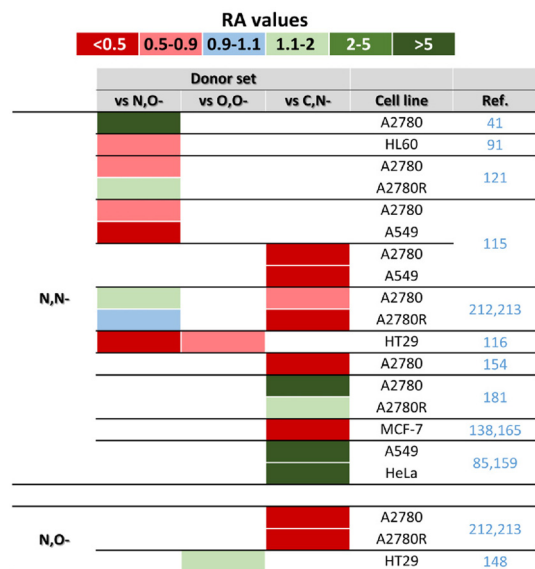 RA values
<0.5 0.5-0.9 0.9-1.1 1.1-2 2-5 >5
Donor set
vs N,O- vs O,O- vs C,N- Cell line Ref.
A2780 41
HL60 91
A2780
121
A2780R
A2780
A549
115
A2780
A549
N,N-
A2780
212,213
A2780R
HT29 116
A2780 154
A2780
181
A2780R
MCF-7 138,165
A549
85,159
HeLa
A2780
N,O- 212,213
A2780R
HT29 148